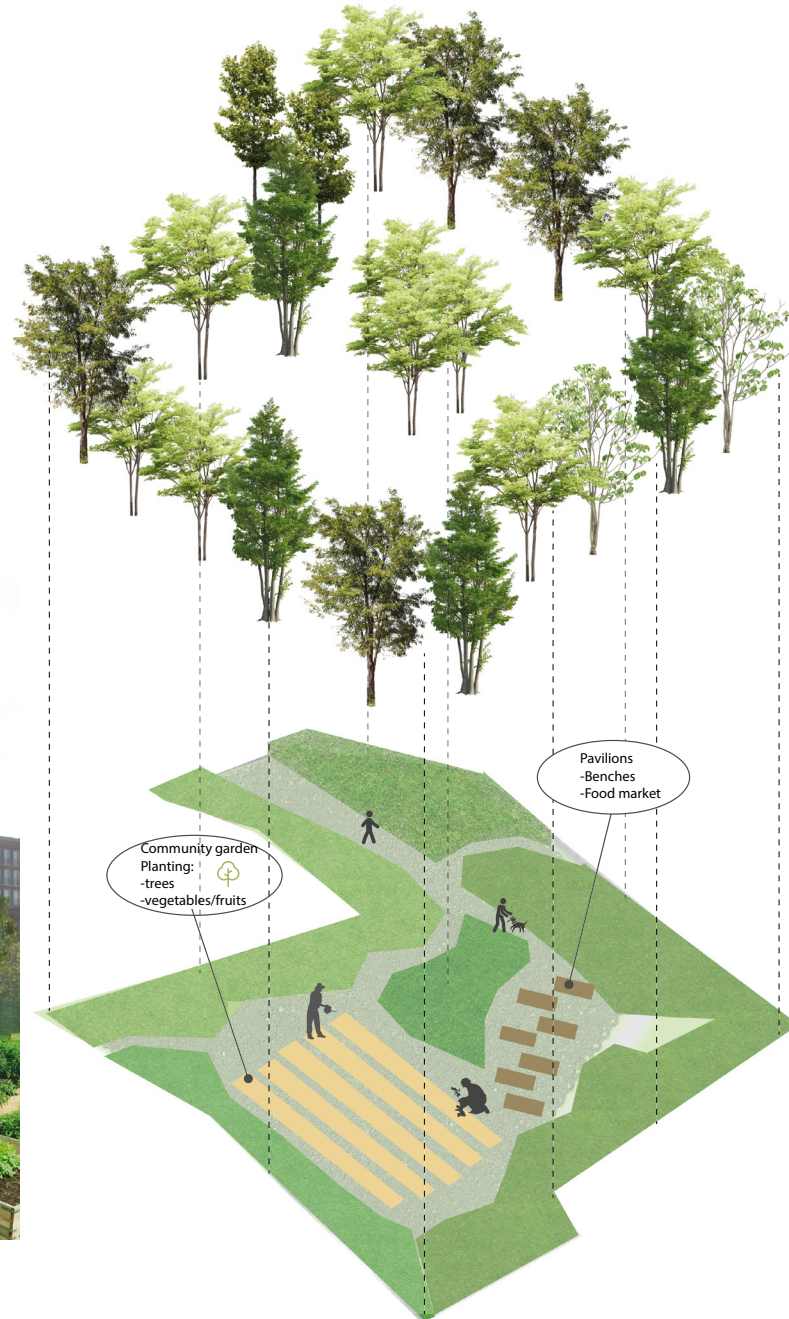 Pavilions
-Benches
-Food market
Community garden
Planting:
-trees
-vegetables/fruits